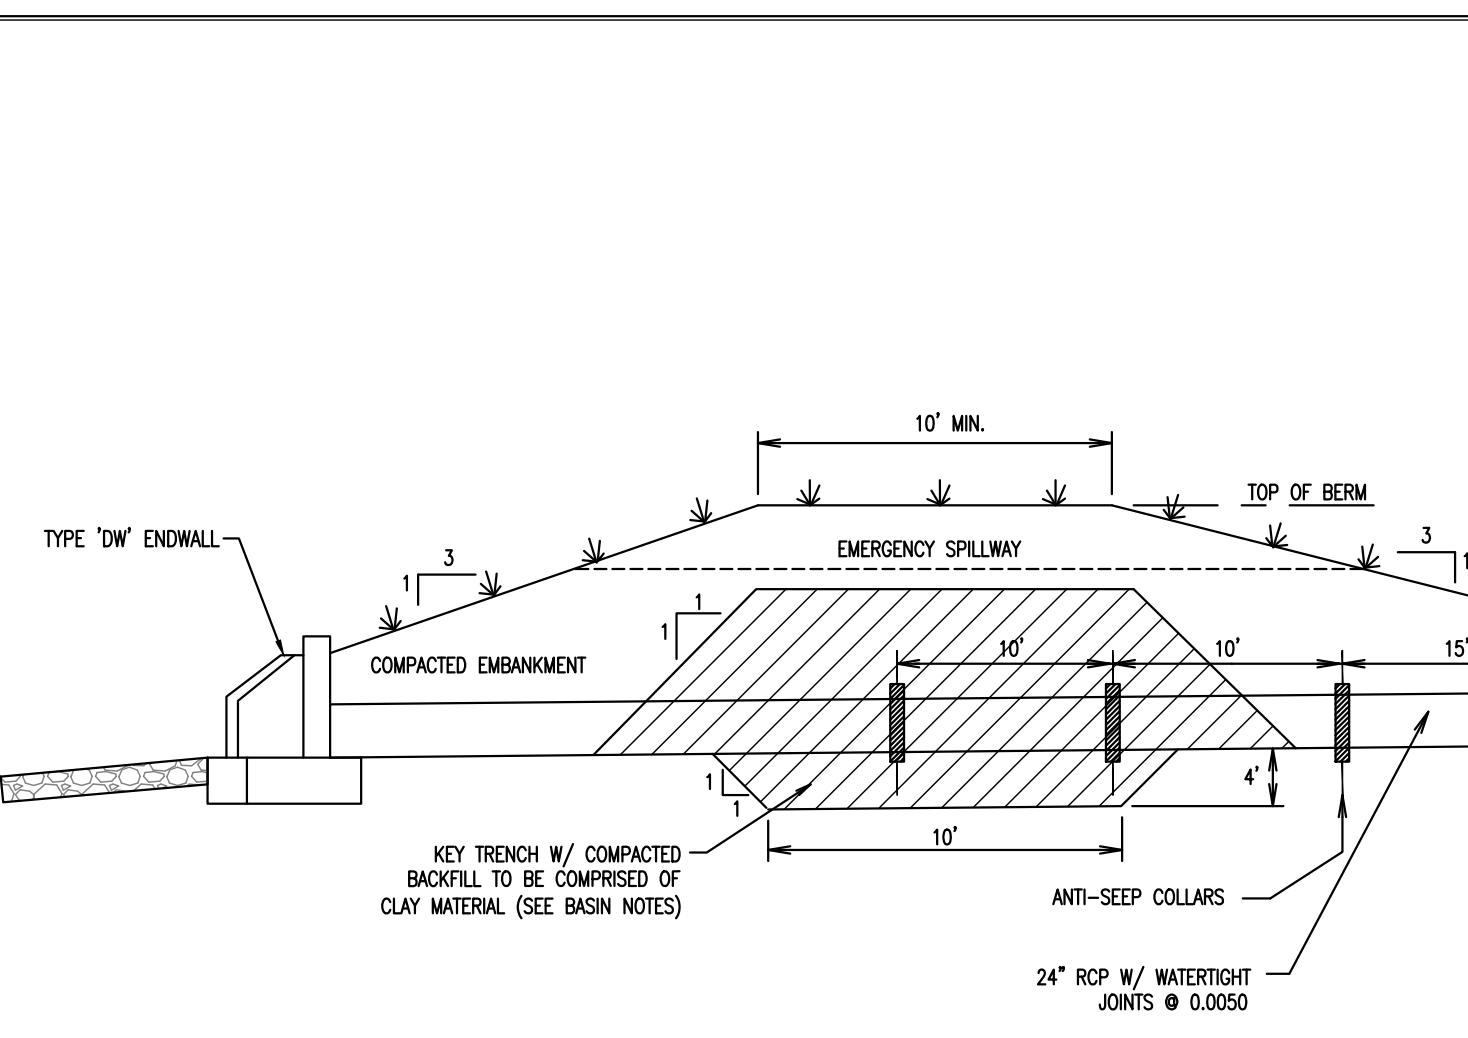 10' MIN.
TOP OF BERM
TYPE 'DW' ENDWALL
EMERGENCY SPILLWAY
3
1
3
1
1
1
10'
10'
15'
COMPACTED EMBANKMENT
1
1
4'
10'
KEY TRENCH W/ COMPACTED
BACKFILL TO BE COMPRISED OF
CLAY MATERIAL (SEE BASIN NOTES)
ANTI-SEEP COLLARS
24" RCP W/ WATERTIGHT
JOINTS @ 0.0050